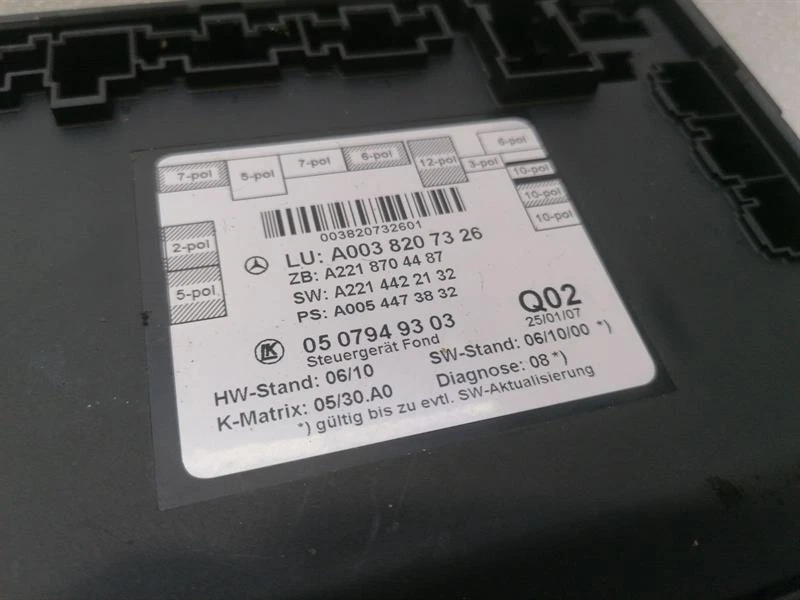 7-pol
5-pol
7-pol
6-pol
12-pol
3-pol
6-pol
10-pol
10-pol
10-pol
2-pol
5-pol
003820732601
LU: A003 820 73 26
ZB: A221 870 44 87
SW: A221 442 21 32
PS: A005 447 38 32
Q02
25/01/07
LK
05 0794 93 03
Steuergerät Fond
HW-Stand: 06/10
SW-Stand: 06/10/00 *)
K-Matrix: 05/30.A0
Diagnose: 08 *)
*) gültig bis zu evtl. SW-Aktualisierung